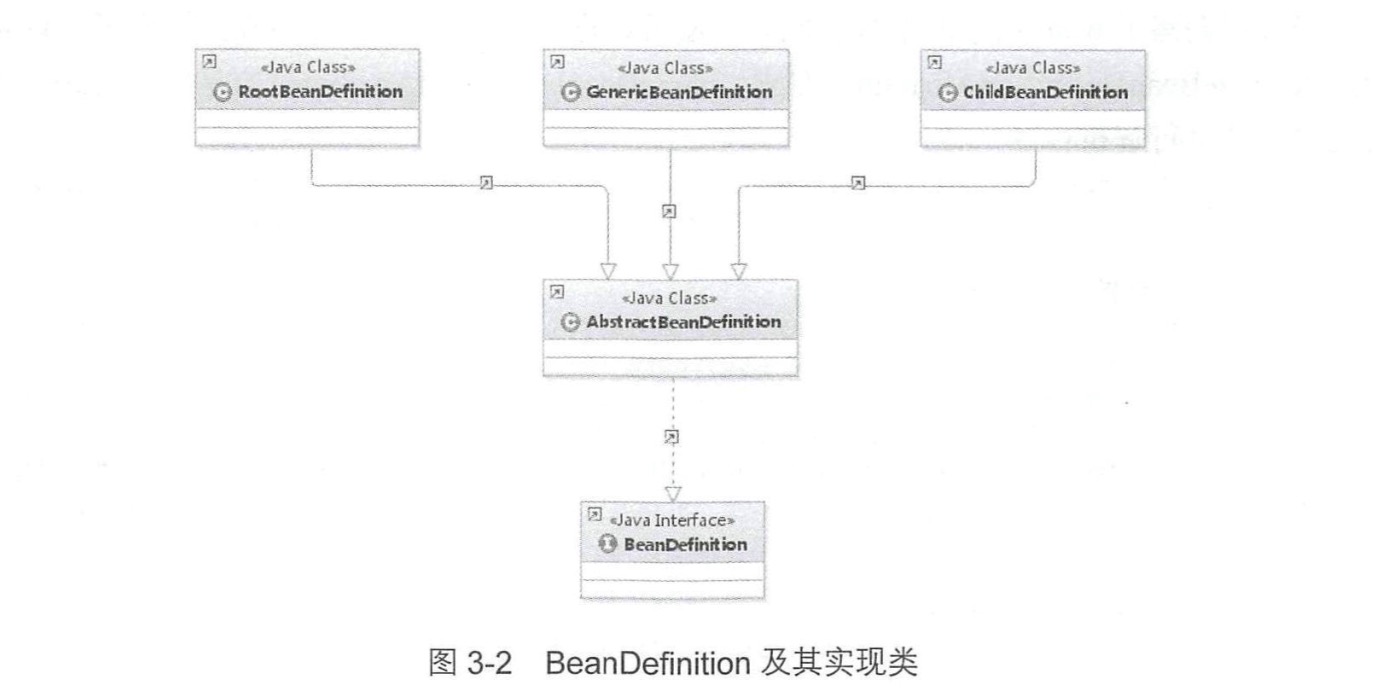 «Java Class»
RootBeanDefinition
«Java Class»
GenericBeanDefinition
«Java Class»
ChildBeanDefinition
«Java Class»
AbstractBeanDefinition
«Java Interface»
BeanDefinition
图 3-2 BeanDefinition 及其实现类